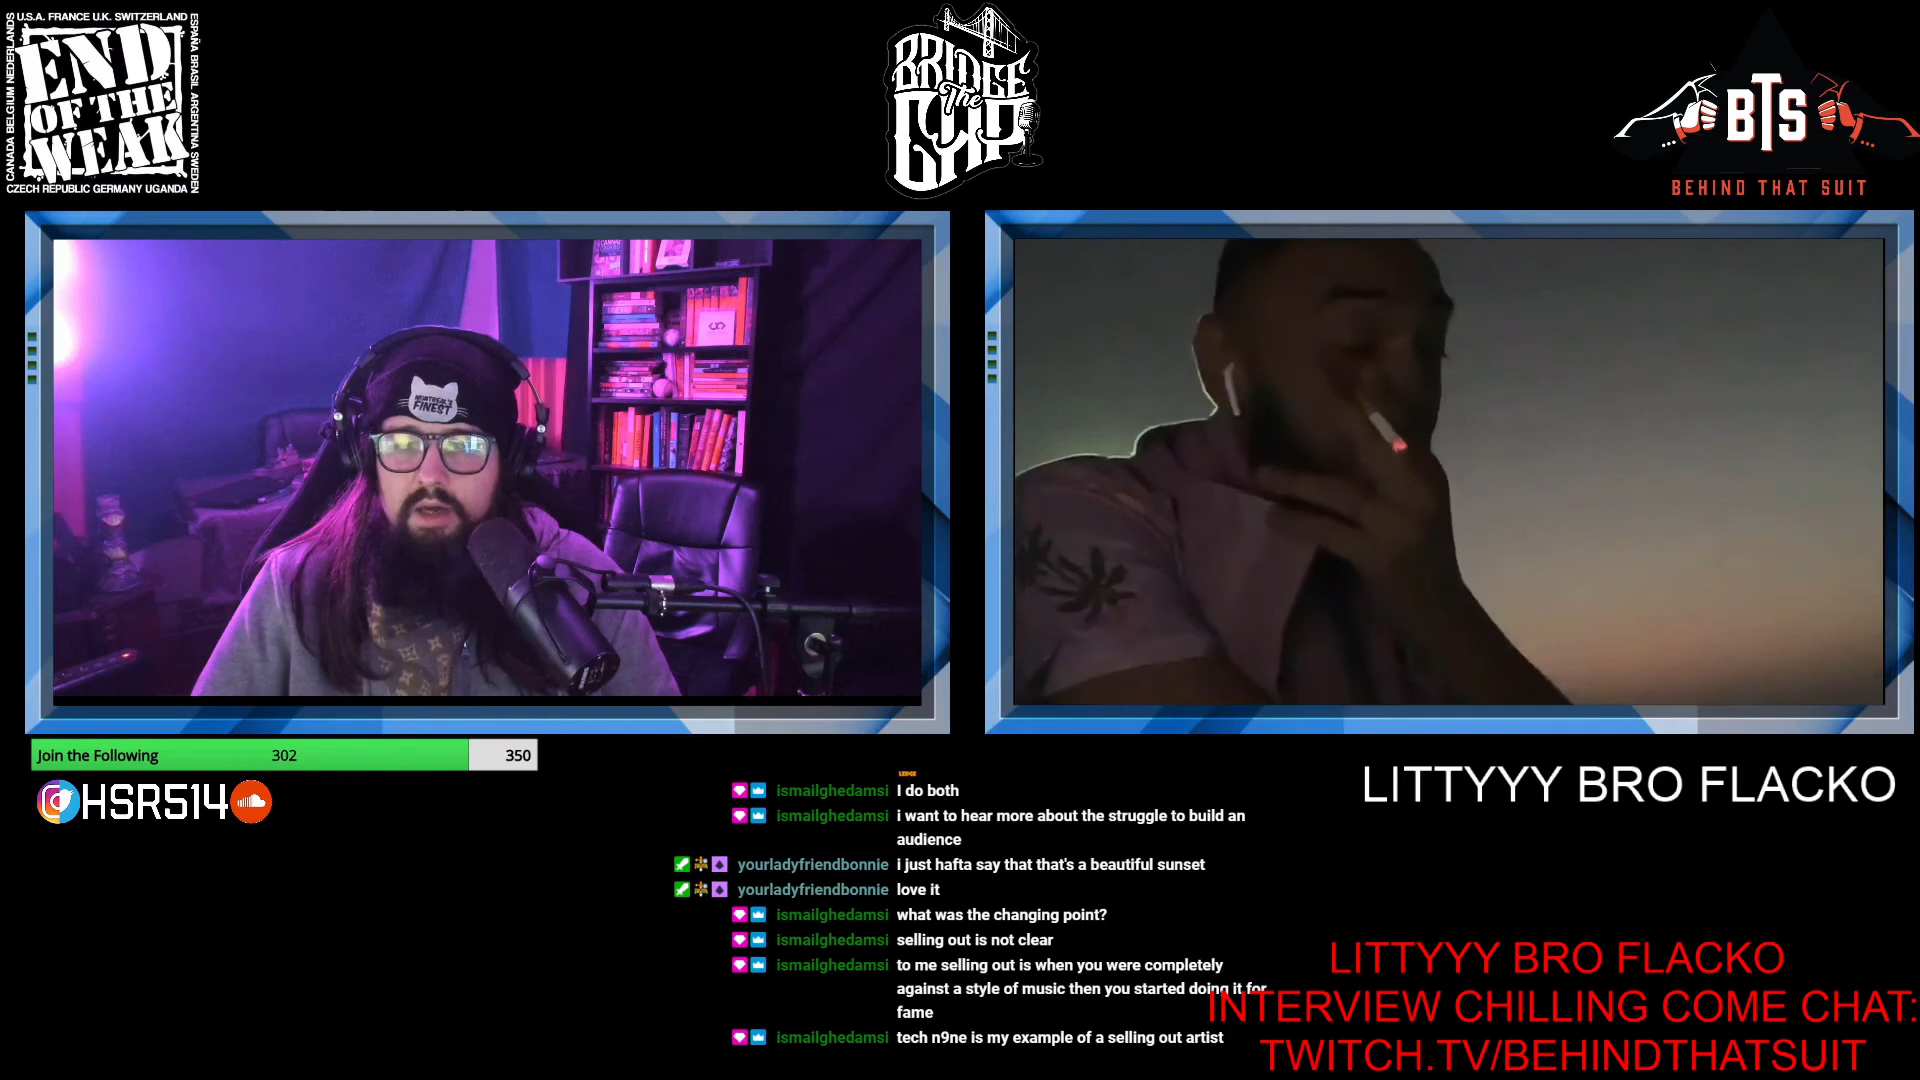 U.S.A. FRANCE U.K. SWITZERLAND
CANADA BELGIUM NEDERLANDS
ESPAÑA BRASIL ARGENTINA SWEDEN
END
OF THE
WEAK
CZECH REPUBLIC GERMANY UGANDA
BRIDGE
The
GAP
BTS
BEHIND THAT SUIT
MONTREAL'S
FINEST
Join the Following 302 350
HSR514
LITTYYY BRO FLACKO
ismailghedamsi I do both
ismailghedamsi i want to hear more about the struggle to build an
audience
yourladyfriendbonnie i just hafta say that that's a beautiful sunset
yourladyfriendbonnie love it
ismailghedamsi what was the changing point?
ismailghedamsi selling out is not clear
ismailghedamsi to me selling out is when you were completely
against a style of music then you started doing it for
fame
ismailghedamsi tech n9ne is my example of a selling out artist
LITTYYY BRO FLACKO
INTERVIEW CHILLING COME CHAT:
TWITCH.TV/BEHINDTHATSUIT